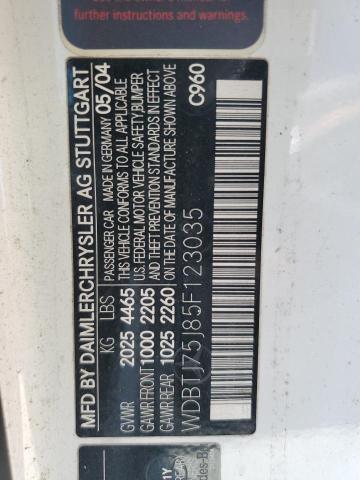 further instructions and warnings.
MFD BY DAIMLERCHRYSLER AG STUTTGART
KG LBS PASSENGER CAR MADE IN GERMANY 05/04
GVWR 2025 4465 THIS VEHICLE CONFORMS TO ALL APPLICABLE
GAWR FRONT 1000 2205 U.S. FEDERAL MOTOR VEHICLE SAFETY BUMPER
GAWR REAR 1025 2260 AND THEFT PREVENTION STANDARDS IN EFFECT
ON THE DATE OF MANUFACTURE SHOWN ABOVE
WDBTJ75J85F123035 C960